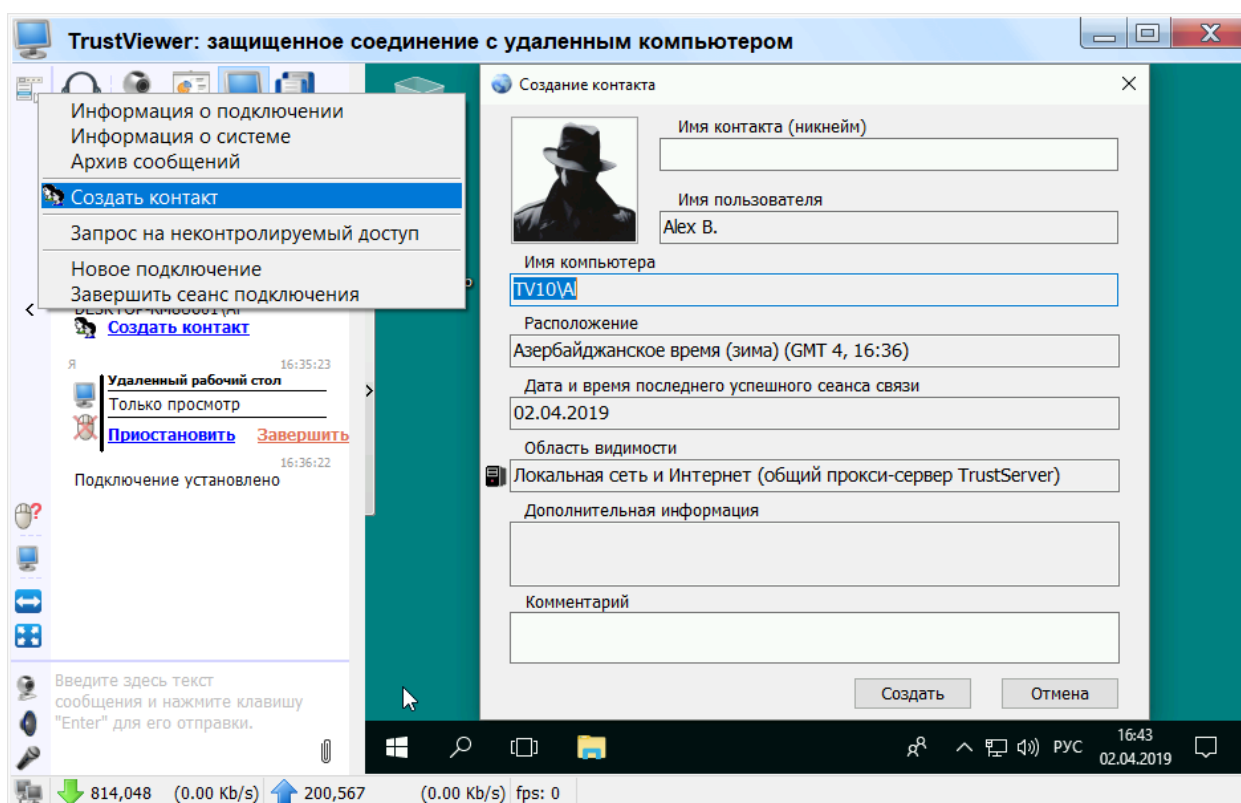 TrustViewer: защищенное соединение с удаленным компьютером
Информация о подключении
Информация о системе
Архив сообщений
Создать контакт
Запрос на неконтролируемый доступ
Новое подключение
Завершить сеанс подключения
Создать контакт
Я 16:35:23
Удаленный рабочий стол
Только просмотр
Приостановить Завершить
16:36:22
Подключение установлено
Введите здесь текст
сообщения и нажмите клавишу
"Enter" для его отправки.
Создание контакта
Имя контакта (никнейм)
Имя пользователя
Alex B.
Имя компьютера
TV10\A
Расположение
Азербайджанское время (зима) (GMT 4, 16:36)
Дата и время последнего успешного сеанса связи
02.04.2019
Область видимости
Локальная сеть и Интернет (общий прокси-сервер TrustServer)
Дополнительная информация
Комментарий
Создать Отмена
РУС 16:43
02.04.2019
814,048 (0.00 Kb/s) 200,567 (0.00 Kb/s) fps: 0